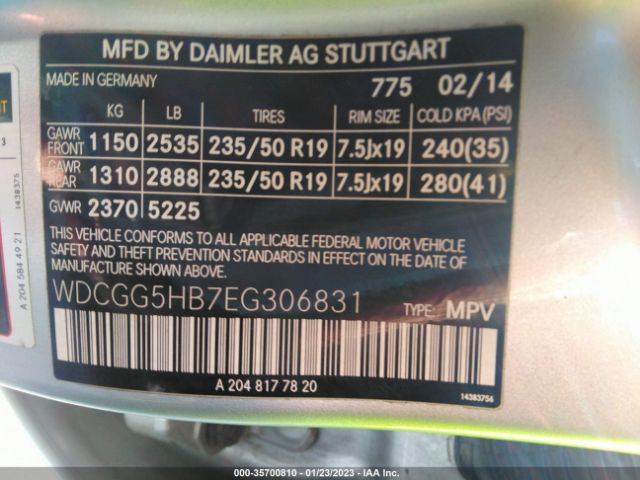 MFD BY DAIMLER AG STUTTGART
MADE IN GERMANY 775 02/14
KG LB TIRES RIM SIZE COLD KPA (PSI)
GAWR FRONT 1150 2535 235/50 R19 7.5Jx19 240(35)
GAWR REAR 1310 2888 235/50 R19 7.5Jx19 280(41)
GVWR 2370 5225
THIS VEHICLE CONFORMS TO ALL APPLICABLE FEDERAL MOTOR VEHICLE
SAFETY AND THEFT PREVENTION STANDARDS IN EFFECT ON THE DATE OF
MANUFACTURE SHOWN ABOVE.
WDCGG5HB7EG306831 TYPE: MPV
A 204 817 78 20
14383756
A 204 584 49 21
1438375
3
000-35700810 - 01/23/2023 - IAA Inc.